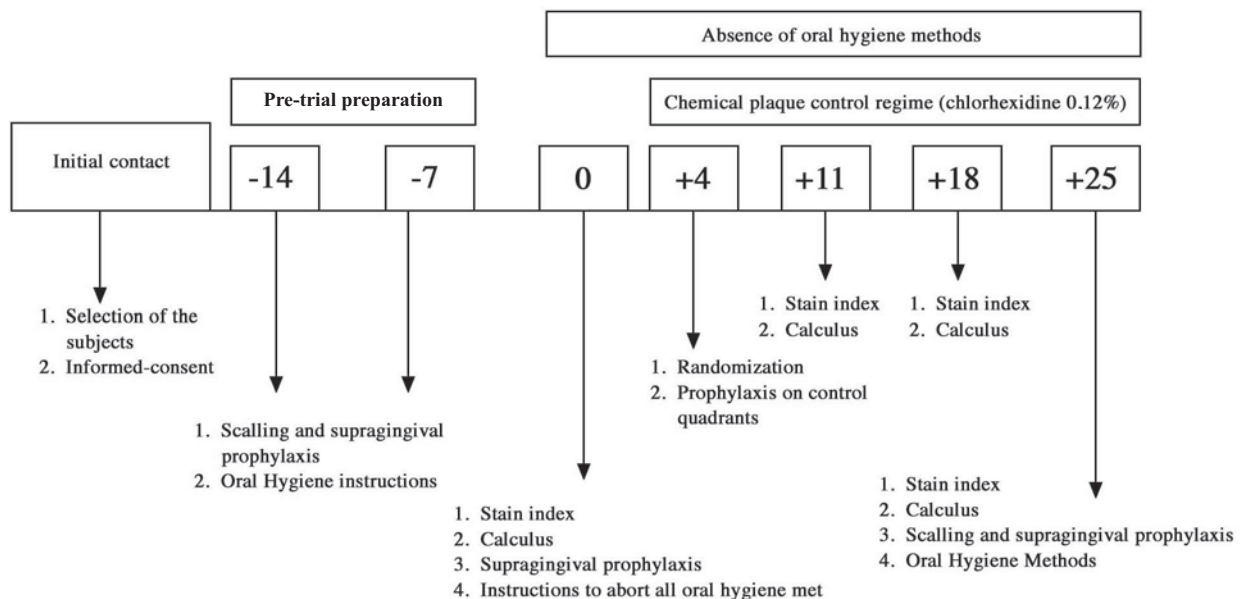 Absence of oral hygiene methods
Pre-trial preparation
Chemical plaque control regime (chlorhexidine 0.12%)
Initial contact
-14
-7
0
+4
+11
+18
+25
1. Selection of the
subjects
2. Informed-consent
1. Scalling and supragingival
prophylaxis
2. Oral Hygiene instructions
1. Stain index
2. Calculus
3. Supragingival prophylaxis
4. Instructions to abort all oral hygiene met
1. Randomization
2. Prophylaxis on control
quadrants
1. Stain index
2. Calculus
1. Stain index
2. Calculus
1. Stain index
2. Calculus
3. Scalling and supragingival prophylaxis
4. Oral Hygiene Methods